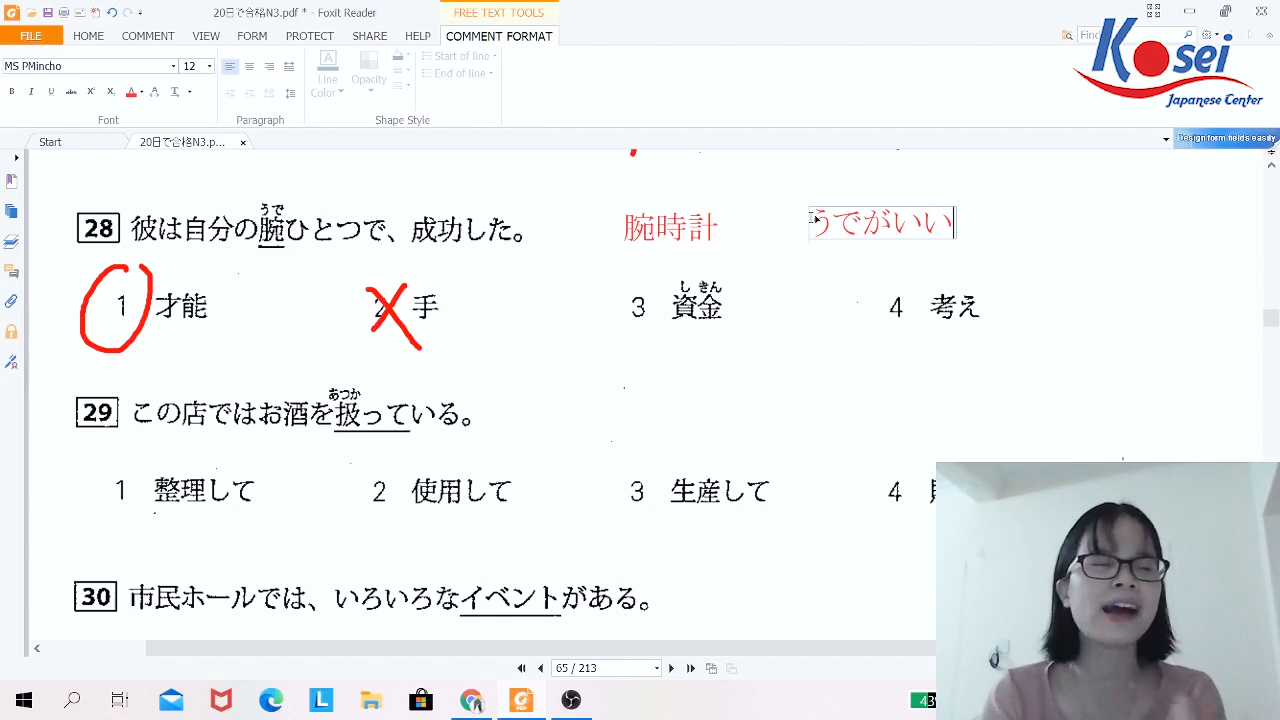 20日で合格N3.pdf * - Foxit Reader
FREE TEXT TOOLS
FILE HOME COMMENT VIEW FORM PROTECT SHARE HELP COMMENT FORMAT
Find
MS PMincho 12
Line Color
Opacity
Start of line
End of line
Font
Paragraph
Shape Style
Kosei
Japanese Center
Start
20日で合格N3.p...
Design form fields easily
うで
28 彼は自分の腕ひとつで、成功した。 腕時計 うでがいい
し きん
1 才能 2 手 3 資金 4 考え
あつか
29 この店ではお酒を扱っている。
1 整理して 2 使用して 3 生産して 4
30 市民ホールでは、いろいろなイベントがある。
65 / 213